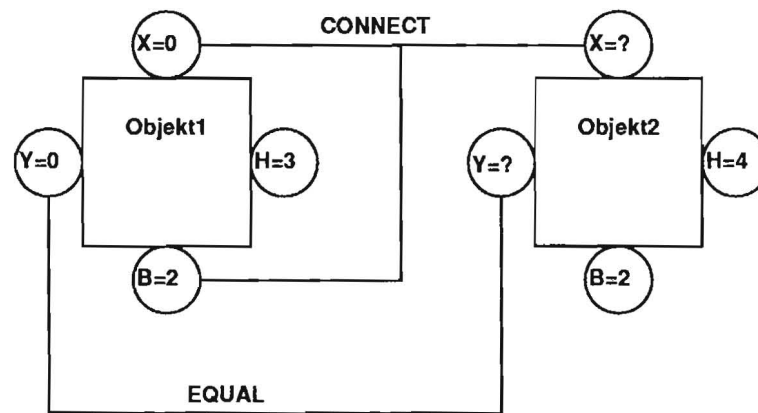 CONNECT
X=0
X=?
Objekt1
Objekt2
Y=0
H=3
Y=?
H=4
B=2
B=2
EQUAL